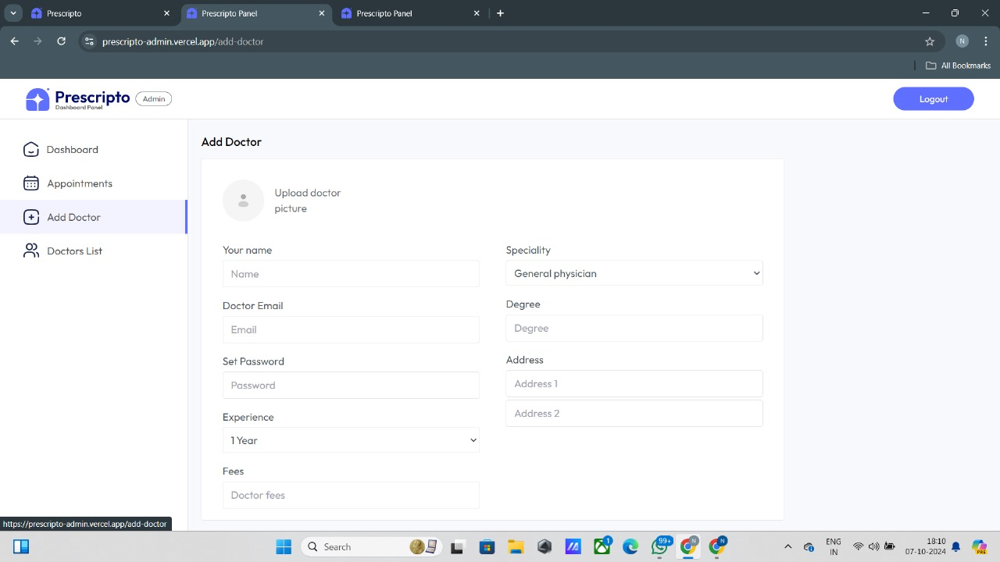 Prescripto
Prescripto Panel
Prescripto Panel
prescripto-admin.vercel.app/add-doctor
N
All Bookmarks
Prescripto
Dashboard Panel
Admin
Logout
Dashboard
Appointments
Add Doctor
Doctors List
Add Doctor
Upload doctor
picture
Your name
Name
Speciality
General physician
Doctor Email
Email
Degree
Degree
Set Password
Password
Address
Address 1
Address 2
Experience
1 Year
Fees
Doctor fees
https://prescripto-admin.vercel.app/add-doctor
Search
1
99+
N
N
ENG
IN
18:10
07-10-2024
PRE